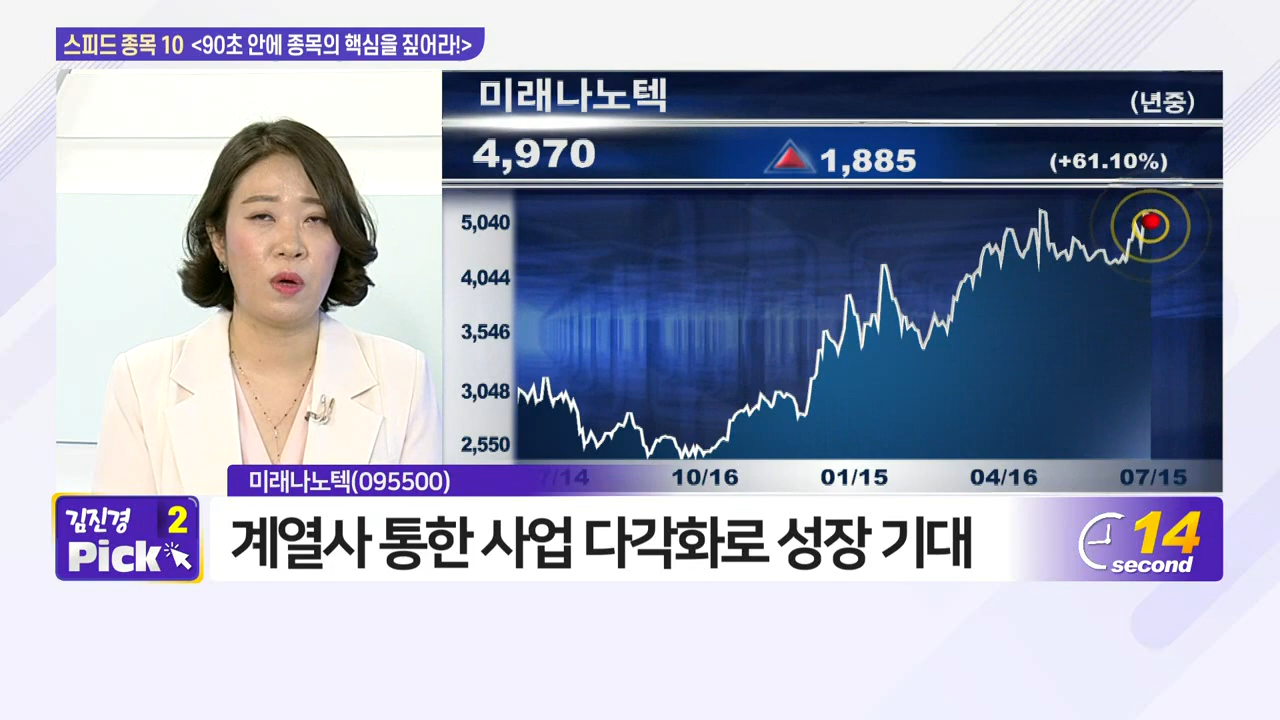 스피드 종목 10 <90초 안에 종목의 핵심을 짚어라!>
미래나노텍 (년중)
4,970 1,885 (+61.10%)
5,040
4,044
3,546
3,048
2,550
7/14 10/16 01/15 04/16 07/15
미래나노텍(095500)
김진경 2
Pick
계열사 통한 사업 다각화로 성장 기대
14
second